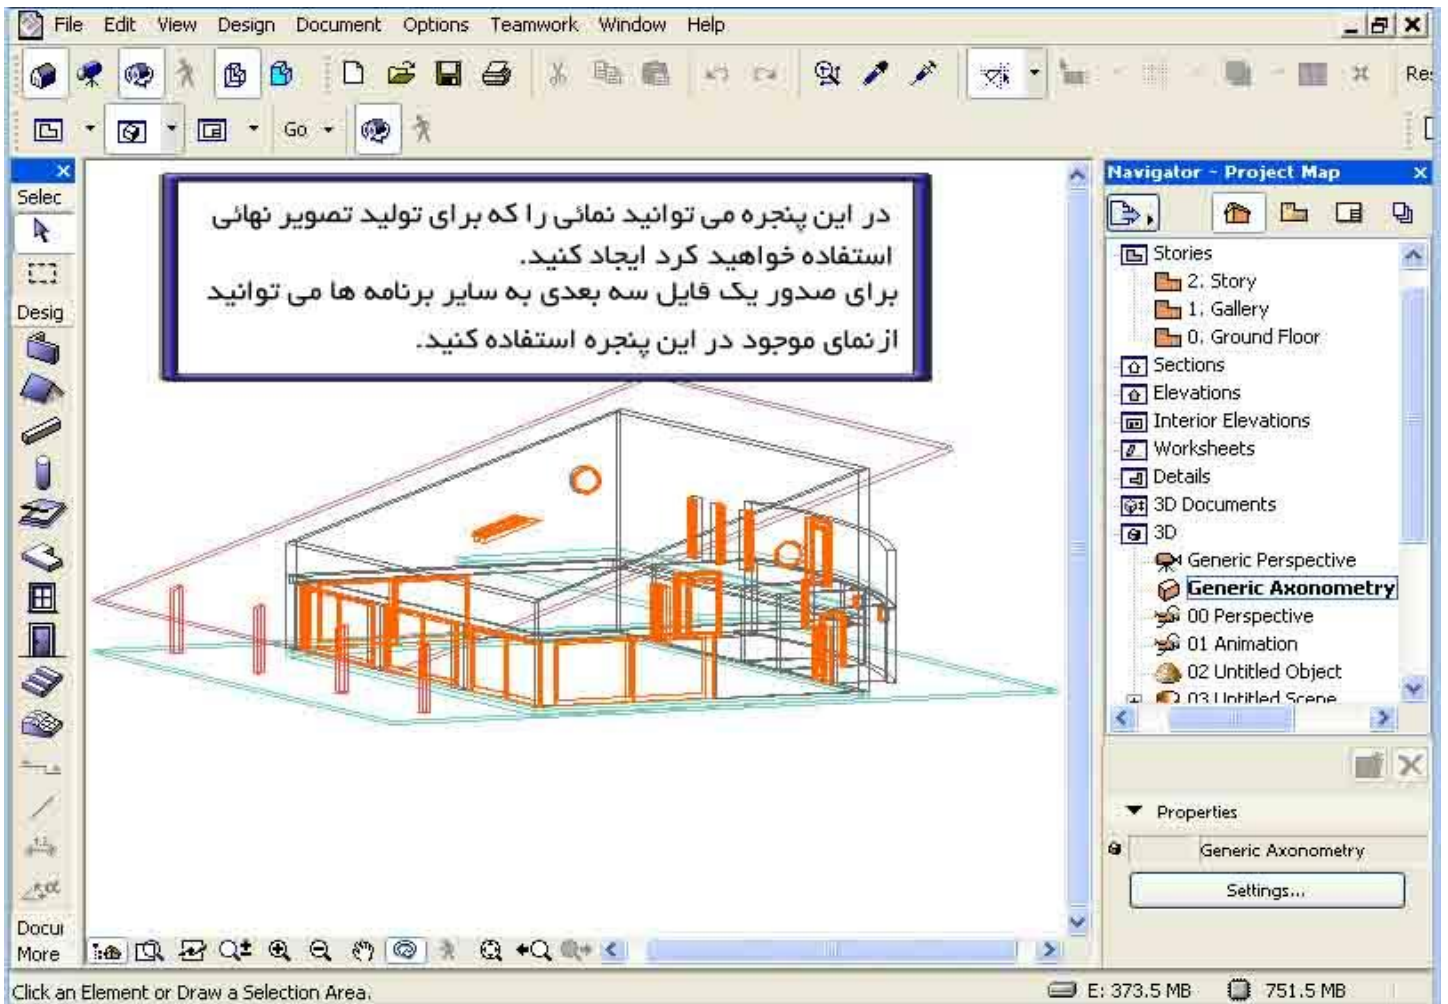 File Edit View Design Document Options Teamwork Window Help
Re
Go
Selec
Navigator - Project Map
در این پنجره می توانید نمائی را که برای تولید تصویر نهائی
استفاده خواهید کرد ایجاد کنید.
برای صدور یک فایل سه بعدی به سایر برنامه ها می توانید
از نمای موجود در این پنجره استفاده کنید.
Desig
Stories
2. Story
1. Gallery
0. Ground Floor
Sections
Elevations
Interior Elevations
Worksheets
Details
3D Documents
3D
Generic Perspective
Generic Axonometry
00 Perspective
01 Animation
02 Untitled Object
03 Untitled Scene
Properties
Generic Axonometry
Settings...
Docu
More
Click an Element or Draw a Selection Area.
E: 373.5 MB 751.5 MB